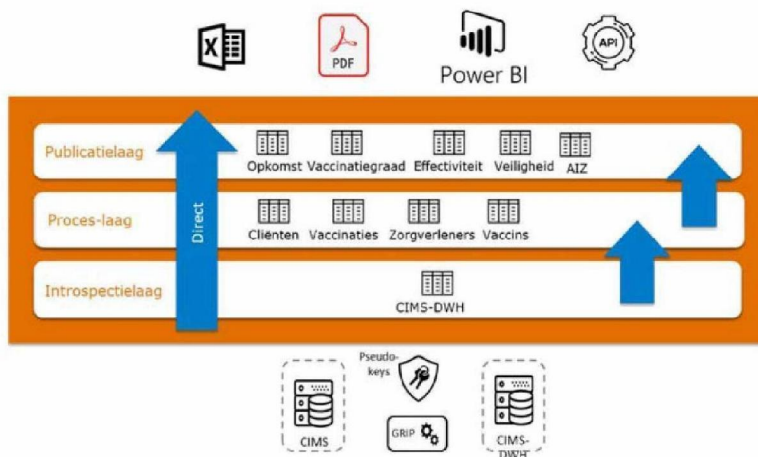 X
PDF
Power BI
API
Publicatielaag
Opkomst Vaccinatiegraad Effectiviteit Veiligheid AIZ
Direct
Proces-laag
Cliënten Vaccinaties Zorgverleners Vaccins
Introspectielaag
CIMS-DWH
Pseudo-
keys
CIMS
GRIP
CIMS-
DWH